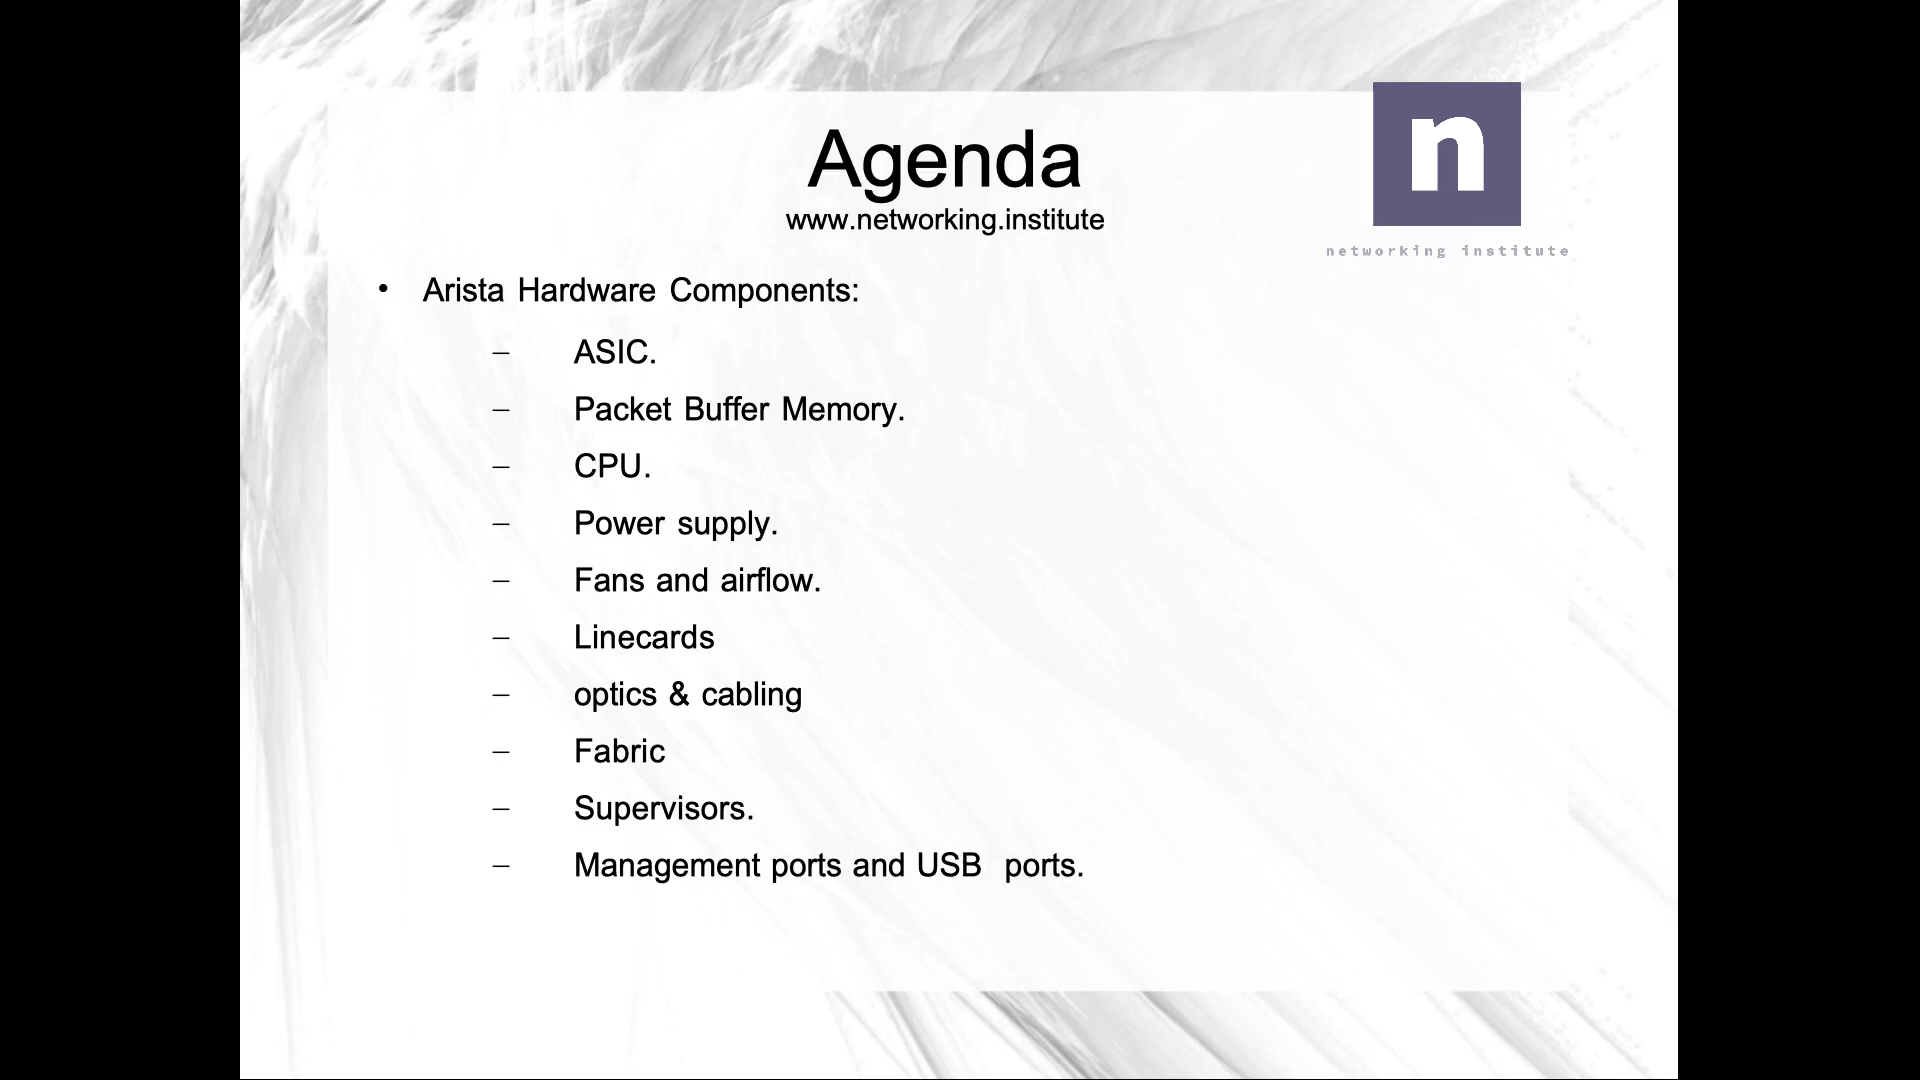 Agenda
www.networking.institute
n
networking institute
• Arista Hardware Components:
– ASIC.
– Packet Buffer Memory.
– CPU.
– Power supply.
– Fans and airflow.
– Linecards
– optics & cabling
– Fabric
– Supervisors.
– Management ports and USB  ports.